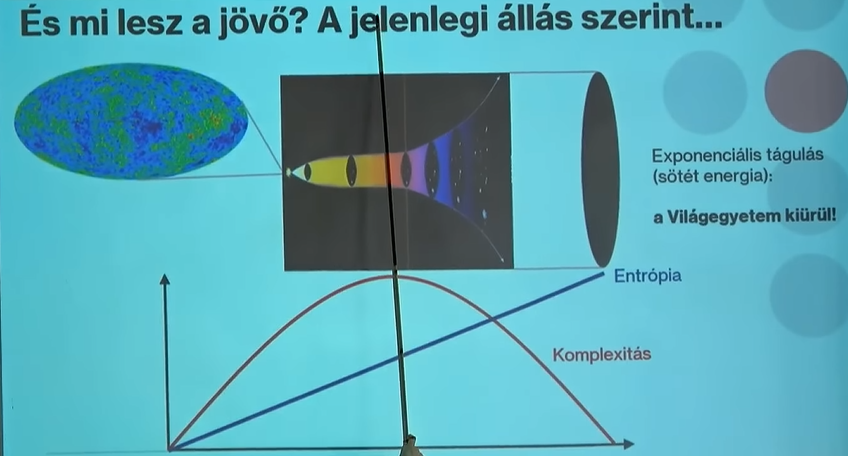 És mi lesz a jövő? A jelenlegi állás szerint...
Exponenciális tágulás
(sötét energia):
a Világegyetem kiürül!
Entrópia
Komplexitás